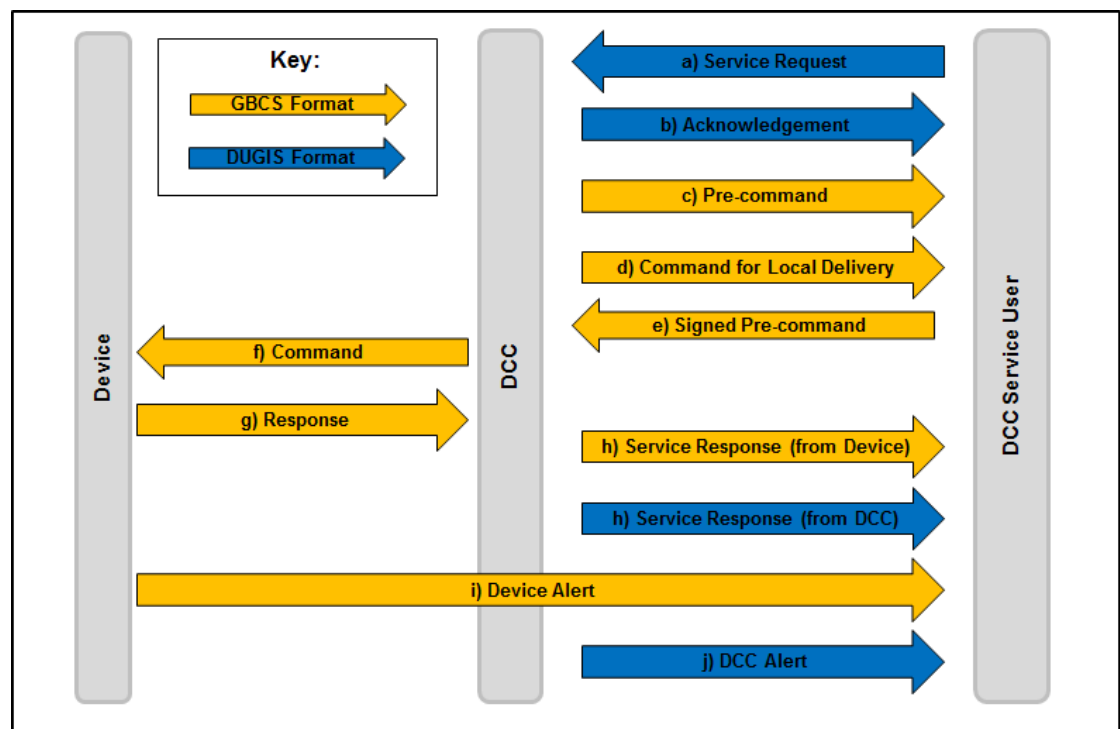 Key:
GBCS Format
DUGIS Format
a) Service Request
b) Acknowledgement
c) Pre-command
d) Command for Local Delivery
e) Signed Pre-command
f) Command
g) Response
h) Service Response (from Device)
h) Service Response (from DCC)
i) Device Alert
j) DCC Alert
Device
DCC
DCC Service User